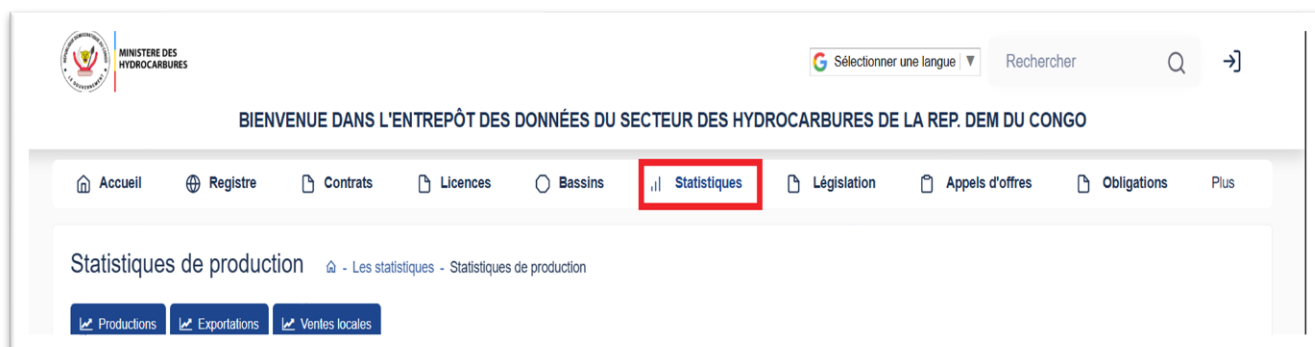 MINISTERE DES
HYDROCARBURES
Sélectionner une langue ▼
Rechercher
BIENVENUE DANS L'ENTREPÔT DES DONNÉES DU SECTEUR DES HYDROCARBURES DE LA REP. DEM DU CONGO
Accueil Registre Contrats Licences Bassins Statistiques Législation Appels d'offres Obligations Plus
Statistiques de production - Les statistiques - Statistiques de production
Productions Exportations Ventes locales